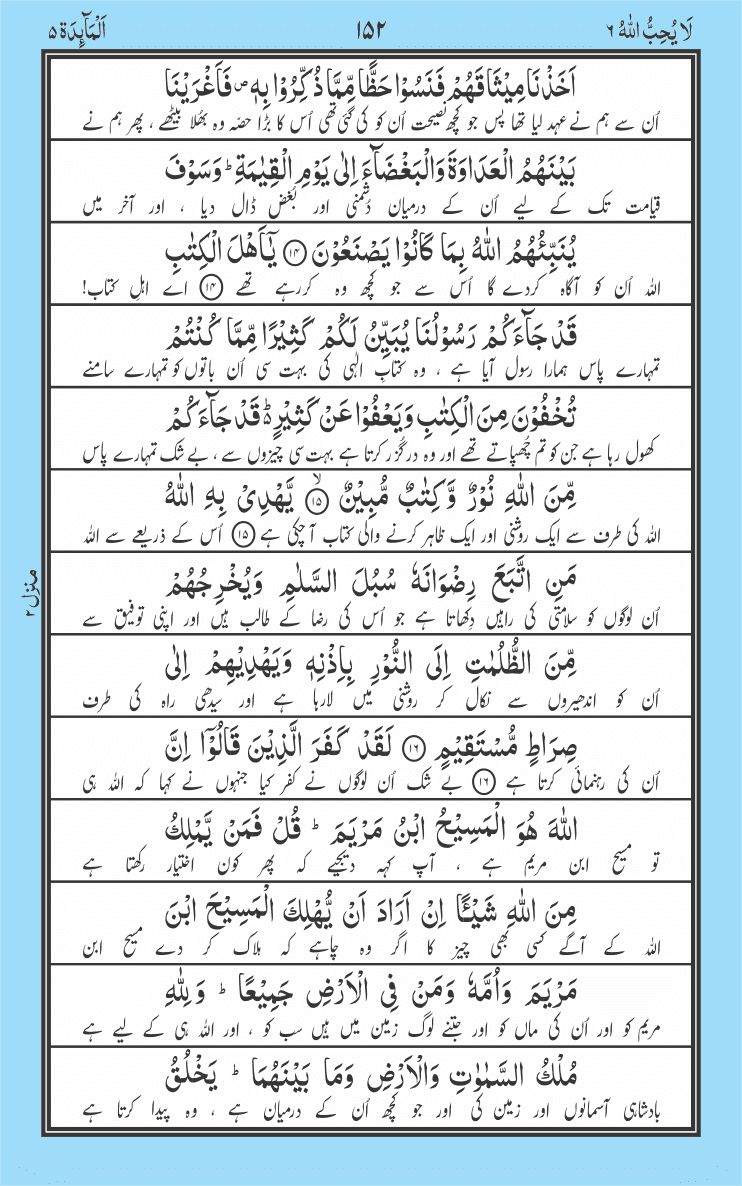 لَا يُحِبُّ اللهُ ٦ ١٥٢ اَلْمَآئِدَة ٥
اَخَذْنَا مِيْثَاقَهُمْ فَنَسُوْا حَظًّا مِّمَّا ذُكِّرُوْا بِهٖ ص فَاَغْرَيْنَا
اُن سے ہم نے عہد لیا تھا پس جو کچھ نصیحت اُن کو کی گئی تھی اُس کا بڑا حصّہ وہ بھُلا بیٹھے ، پھر ہم نے
بَيْنَهُمُ الْعَدَاوَةَ وَالْبَغْضَآءَ اِلٰى يَوْمِ الْقِيٰمَةِ ؕ وَسَوْفَ
قیامت تک کے لیے اُن کے درمیان دُشمنی اور بُغض ڈال دیا ، اور آخر میں
يُنَبِّئُهُمُ اللهُ بِمَا كَانُوْا يَصْنَعُوْنَ ۝١٤ يٰۤاَهْلَ الْكِتٰبِ
اللہ اُن کو آگاہ کردے گا اُس سے جو کچھ وہ کررہے تھے ۝١٤ اے اہلِ کتاب!
قَدْ جَآءَكُمْ رَسُوْلُنَا يُبَيِّنُ لَكُمْ كَثِيْرًا مِّمَّا كُنْتُمْ
تمہارے پاس ہمارا رسول آیا ہے ، وہ کتابِ الٰہی کی بہت سی اُن باتوں کو تمہارے سامنے
تُخْفُوْنَ مِنَ الْكِتٰبِ وَيَعْفُوْا عَنْ كَثِيْرٍ ؕ قَدْ جَآءَكُمْ
کھول رہا ہے جن کو تم چُھپاتے تھے اور وہ درگزر کرتا ہے بہت سی چیزوں سے ، بے شک تمہارے پاس
مِّنَ اللهِ نُوْرٌ وَّكِتٰبٌ مُّبِيْنٌ ۝١٥ۙ يَّهْدِيْ بِهِ اللهُ
اللہ کی طرف سے ایک روشنی اور ایک ظاہر کرنے والی کتاب آچکی ہے ۝١٥ اُس کے ذریعے سے اللہ
مَنِ اتَّبَعَ رِضْوَانَهٗ سُبُلَ السَّلٰمِ وَيُخْرِجُهُمْ
اُن لوگوں کو سلامتی کی راہیں دِکھاتا ہے جو اُس کی رضا کے طالب ہیں اور اپنی توفیق سے
مِّنَ الظُّلُمٰتِ اِلَى النُّوْرِ بِاِذْنِهٖ وَيَهْدِيْهِمْ اِلٰى
اُن کو اندھیروں سے نکال کر روشنی میں لارہا ہے اور سیدھی راہ کی طرف
صِرَاطٍ مُّسْتَقِيْمٍ ۝١٦ لَقَدْ كَفَرَ الَّذِيْنَ قَالُوْۤا اِنَّ
اُن کی رہنمائی کرتا ہے ۝١٦ بے شک اُن لوگوں نے کفر کیا جنہوں نے کہا کہ اللہ ہی
اللهَ هُوَ الْمَسِيْحُ ابْنُ مَرْيَمَ ؕ قُلْ فَمَنْ يَّمْلِكُ
تو مسیح ابن مریم ہے ، آپ کہہ دیجیے کہ پھر کون اختیار رکھتا ہے
مِنَ اللهِ شَيْـًٔا اِنْ اَرَادَ اَنْ يُّهْلِكَ الْمَسِيْحَ ابْنَ
اللہ کے آگے کسی بھی چیز کا اگر وہ چاہے کہ ہلاک کر دے مسیح ابن
مَرْيَمَ وَاُمَّهٗ وَمَنْ فِى الْاَرْضِ جَمِيْعًا ؕ وَلِلّٰهِ
مریم کو اور اُن کی ماں کو اور جتنے لوگ زمین میں ہیں سب کو ، اور اللہ ہی کے لیے ہے
مُلْكُ السَّمٰوٰتِ وَالْاَرْضِ وَمَا بَيْنَهُمَا ؕ يَخْلُقُ
بادشاہی آسمانوں اور زمین کی اور جو کچھ اُن کے درمیان ہے ، وہ پیدا کرتا ہے
منزل ٢